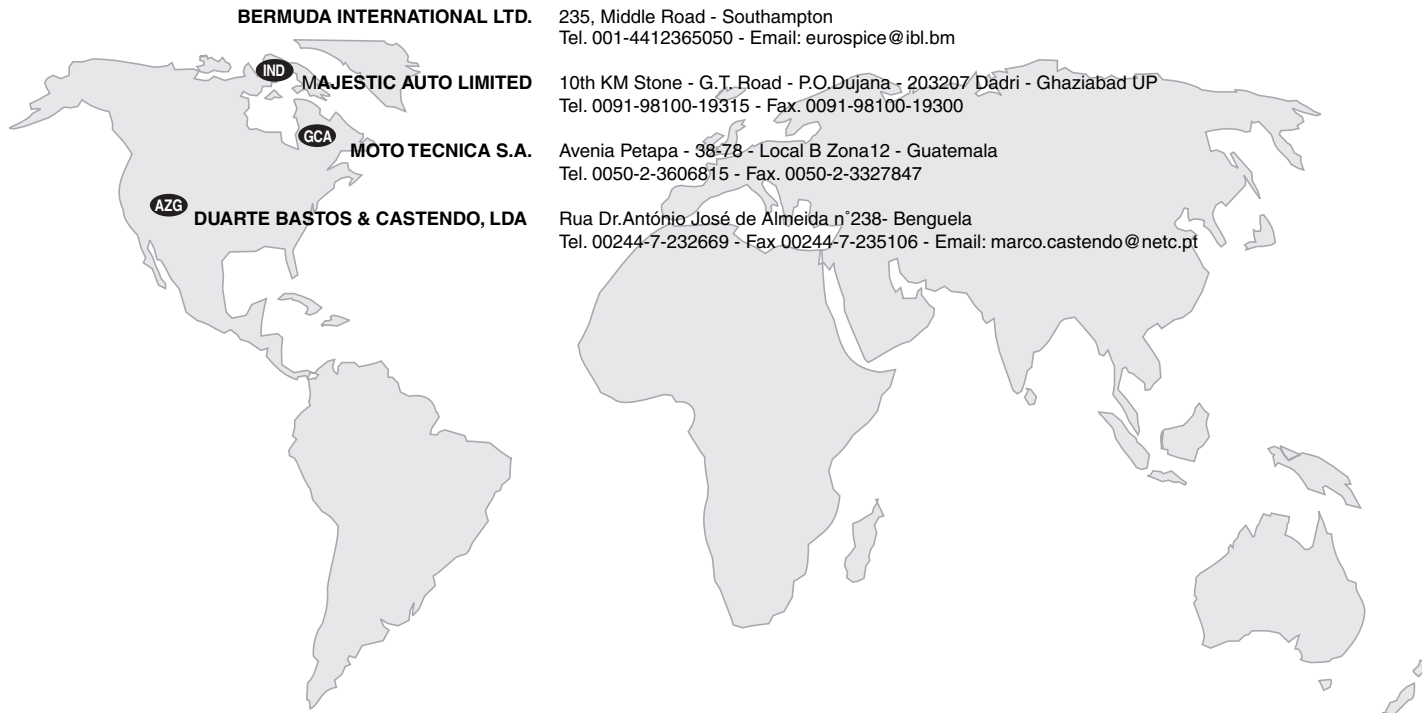 BERMUDA INTERNATIONAL LTD. 235, Middle Road - Southampton
Tel. 001-4412365050 - Email: eurospice@ibl.bm
IND MAJESTIC AUTO LIMITED 10th KM Stone - G.T. Road - P.O.Dujana - 203207 Dadri - Ghaziabad UP
Tel. 0091-98100-19315 - Fax. 0091-98100-19300
GCA MOTO TECNICA S.A. Avenia Petapa - 38-78 - Local B Zona12 - Guatemala
Tel. 0050-2-3606815 - Fax. 0050-2-3327847
AZG DUARTE BASTOS & CASTENDO, LDA Rua Dr.António José de Almeida n°238- Benguela
Tel. 00244-7-232669 - Fax 00244-7-235106 - Email: marco.castendo@netc.pt